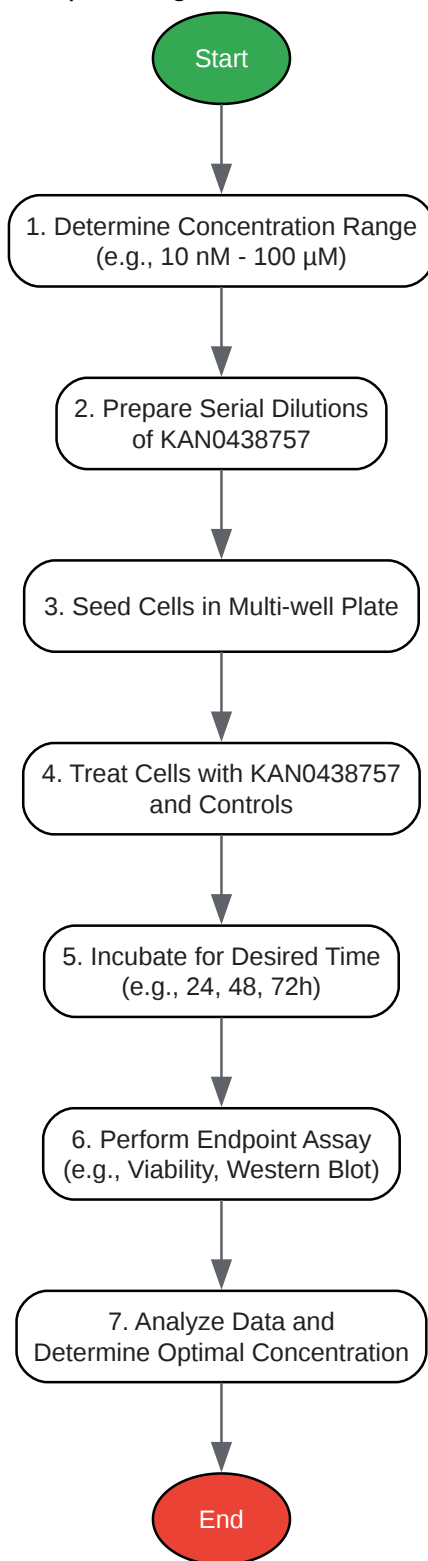 Start
1. Determine Concentration Range
(e.g., 10 nM - 100 µM)
2. Prepare Serial Dilutions
of KAN0438757
3. Seed Cells in Multi-well Plate
4. Treat Cells with KAN0438757
and Controls
5. Incubate for Desired Time
(e.g., 24, 48, 72h)
6. Perform Endpoint Assay
(e.g., Viability, Western Blot)
7. Analyze Data and
Determine Optimal Concentration
End